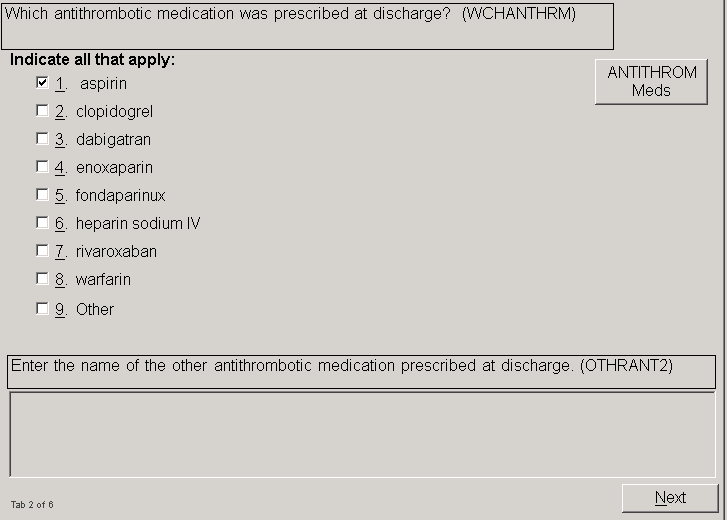 Which antithrombotic medication was prescribed at discharge? (WCHANTHRM)
Indicate all that apply:
ANTITHROM
Meds
1. aspirin
2. clopidogrel
3. dabigatran
4. enoxaparin
5. fondaparinux
6. heparin sodium IV
7. rivaroxaban
8. warfarin
9. Other
Enter the name of the other antithrombotic medication prescribed at discharge. (OTHRANT2)
Next
Tab 2 of 6